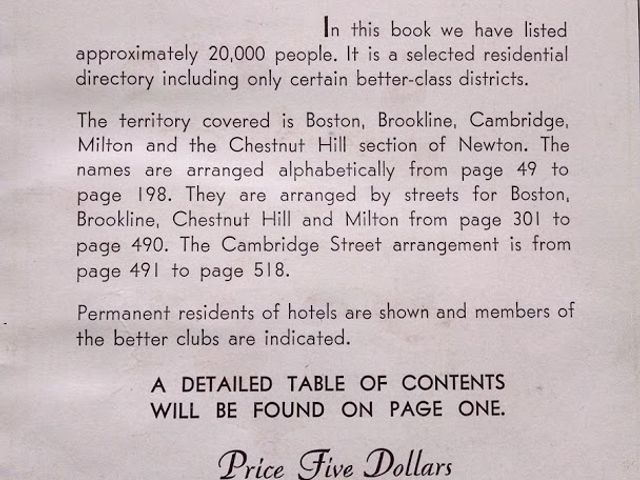 In this book we have listed
approximately 20,000 people. It is a selected residential
directory including only certain better-class districts.
The territory covered is Boston, Brookline, Cambridge,
Milton and the Chestnut Hill section of Newton. The
names are arranged alphabetically from page 49 to
page 198. They are arranged by streets for Boston,
Brookline, Chestnut Hill and Milton from page 301 to
page 490. The Cambridge Street arrangement is from
page 491 to page 518.
Permanent residents of hotels are shown and members of
the better clubs are indicated.
A DETAILED TABLE OF CONTENTS
WILL BE FOUND ON PAGE ONE.
Price Five Dollars